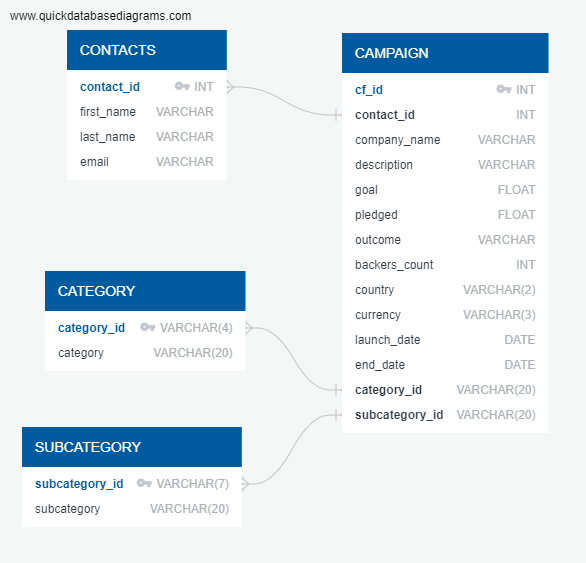 www.quickdatabasediagrams.com
CONTACTS
contact_id INT
first_name VARCHAR
last_name VARCHAR
email VARCHAR
CAMPAIGN
cf_id INT
contact_id INT
company_name VARCHAR
description VARCHAR
goal FLOAT
pledged FLOAT
outcome VARCHAR
backers_count INT
country VARCHAR(2)
currency VARCHAR(3)
launch_date DATE
end_date DATE
category_id VARCHAR(20)
subcategory_id VARCHAR(20)
CATEGORY
category_id VARCHAR(4)
category VARCHAR(20)
SUBCATEGORY
subcategory_id VARCHAR(7)
subcategory VARCHAR(20)